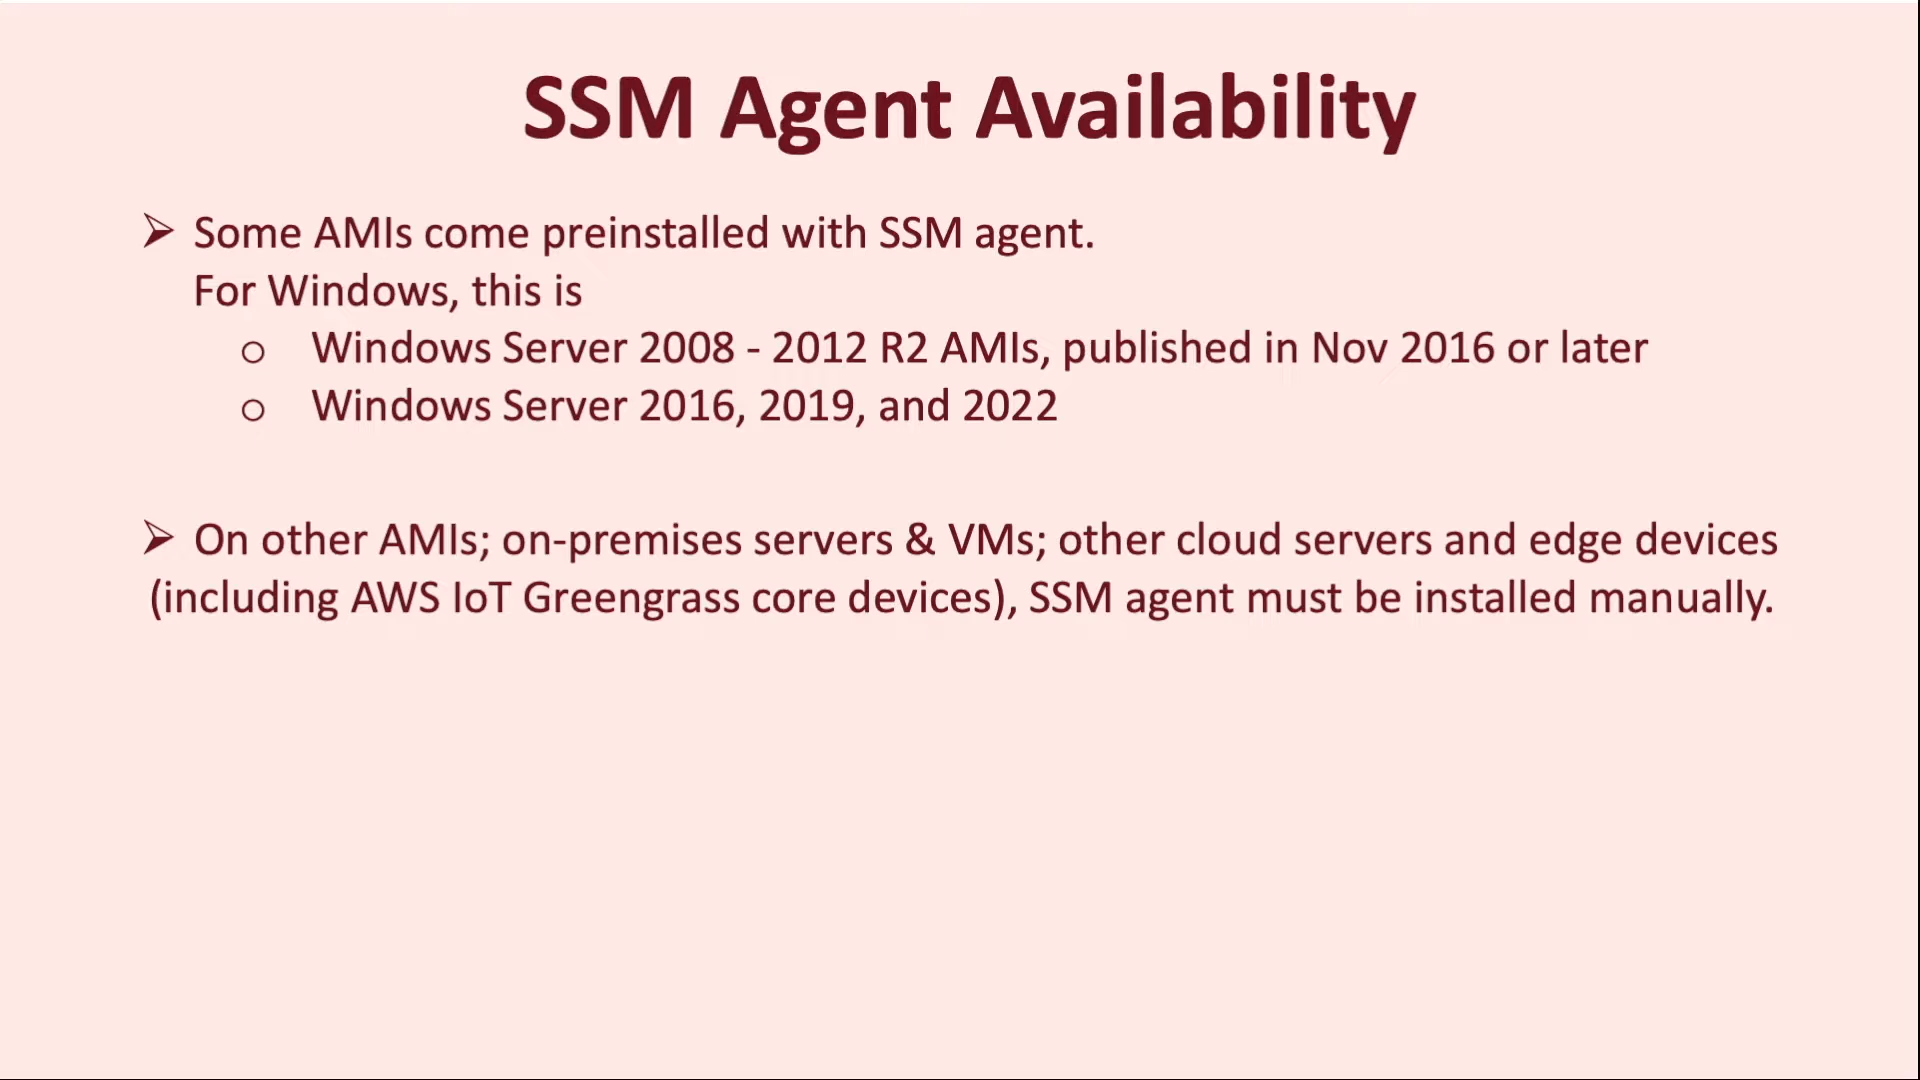 SSM Agent Availability
➢ Some AMIs come preinstalled with SSM agent.
For Windows, this is
o Windows Server 2008 - 2012 R2 AMIs, published in Nov 2016 or later
o Windows Server 2016, 2019, and 2022
➢ On other AMIs; on-premises servers & VMs; other cloud servers and edge devices
(including AWS IoT Greengrass core devices), SSM agent must be installed manually.